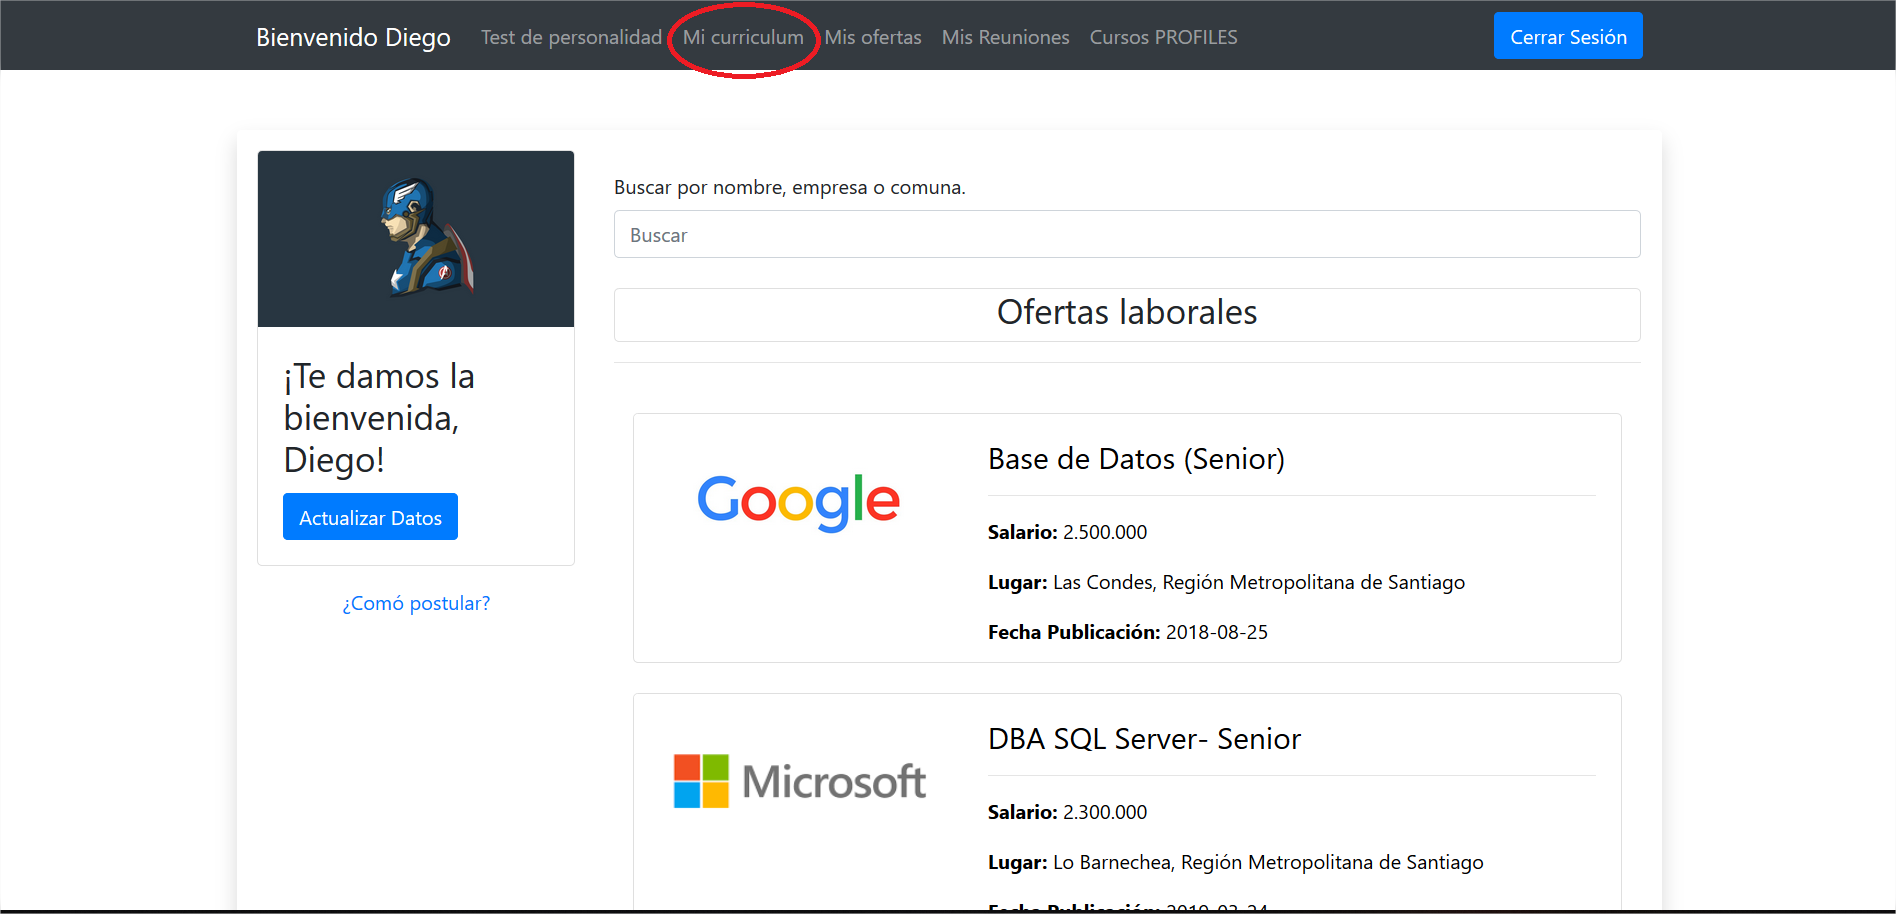 Bienvenido Diego Test de personalidad Mi curriculum Mis ofertas Mis Reuniones Cursos PROFILES Cerrar Sesión
¡Te damos la
bienvenida,
Diego!
Actualizar Datos
¿Comó postular?
Buscar por nombre, empresa o comuna.
Buscar
Ofertas laborales
Google
Base de Datos (Senior)
Salario: 2.500.000
Lugar: Las Condes, Región Metropolitana de Santiago
Fecha Publicación: 2018-08-25
Microsoft
DBA SQL Server- Senior
Salario: 2.300.000
Lugar: Lo Barnechea, Región Metropolitana de Santiago
Fecha Publicación: